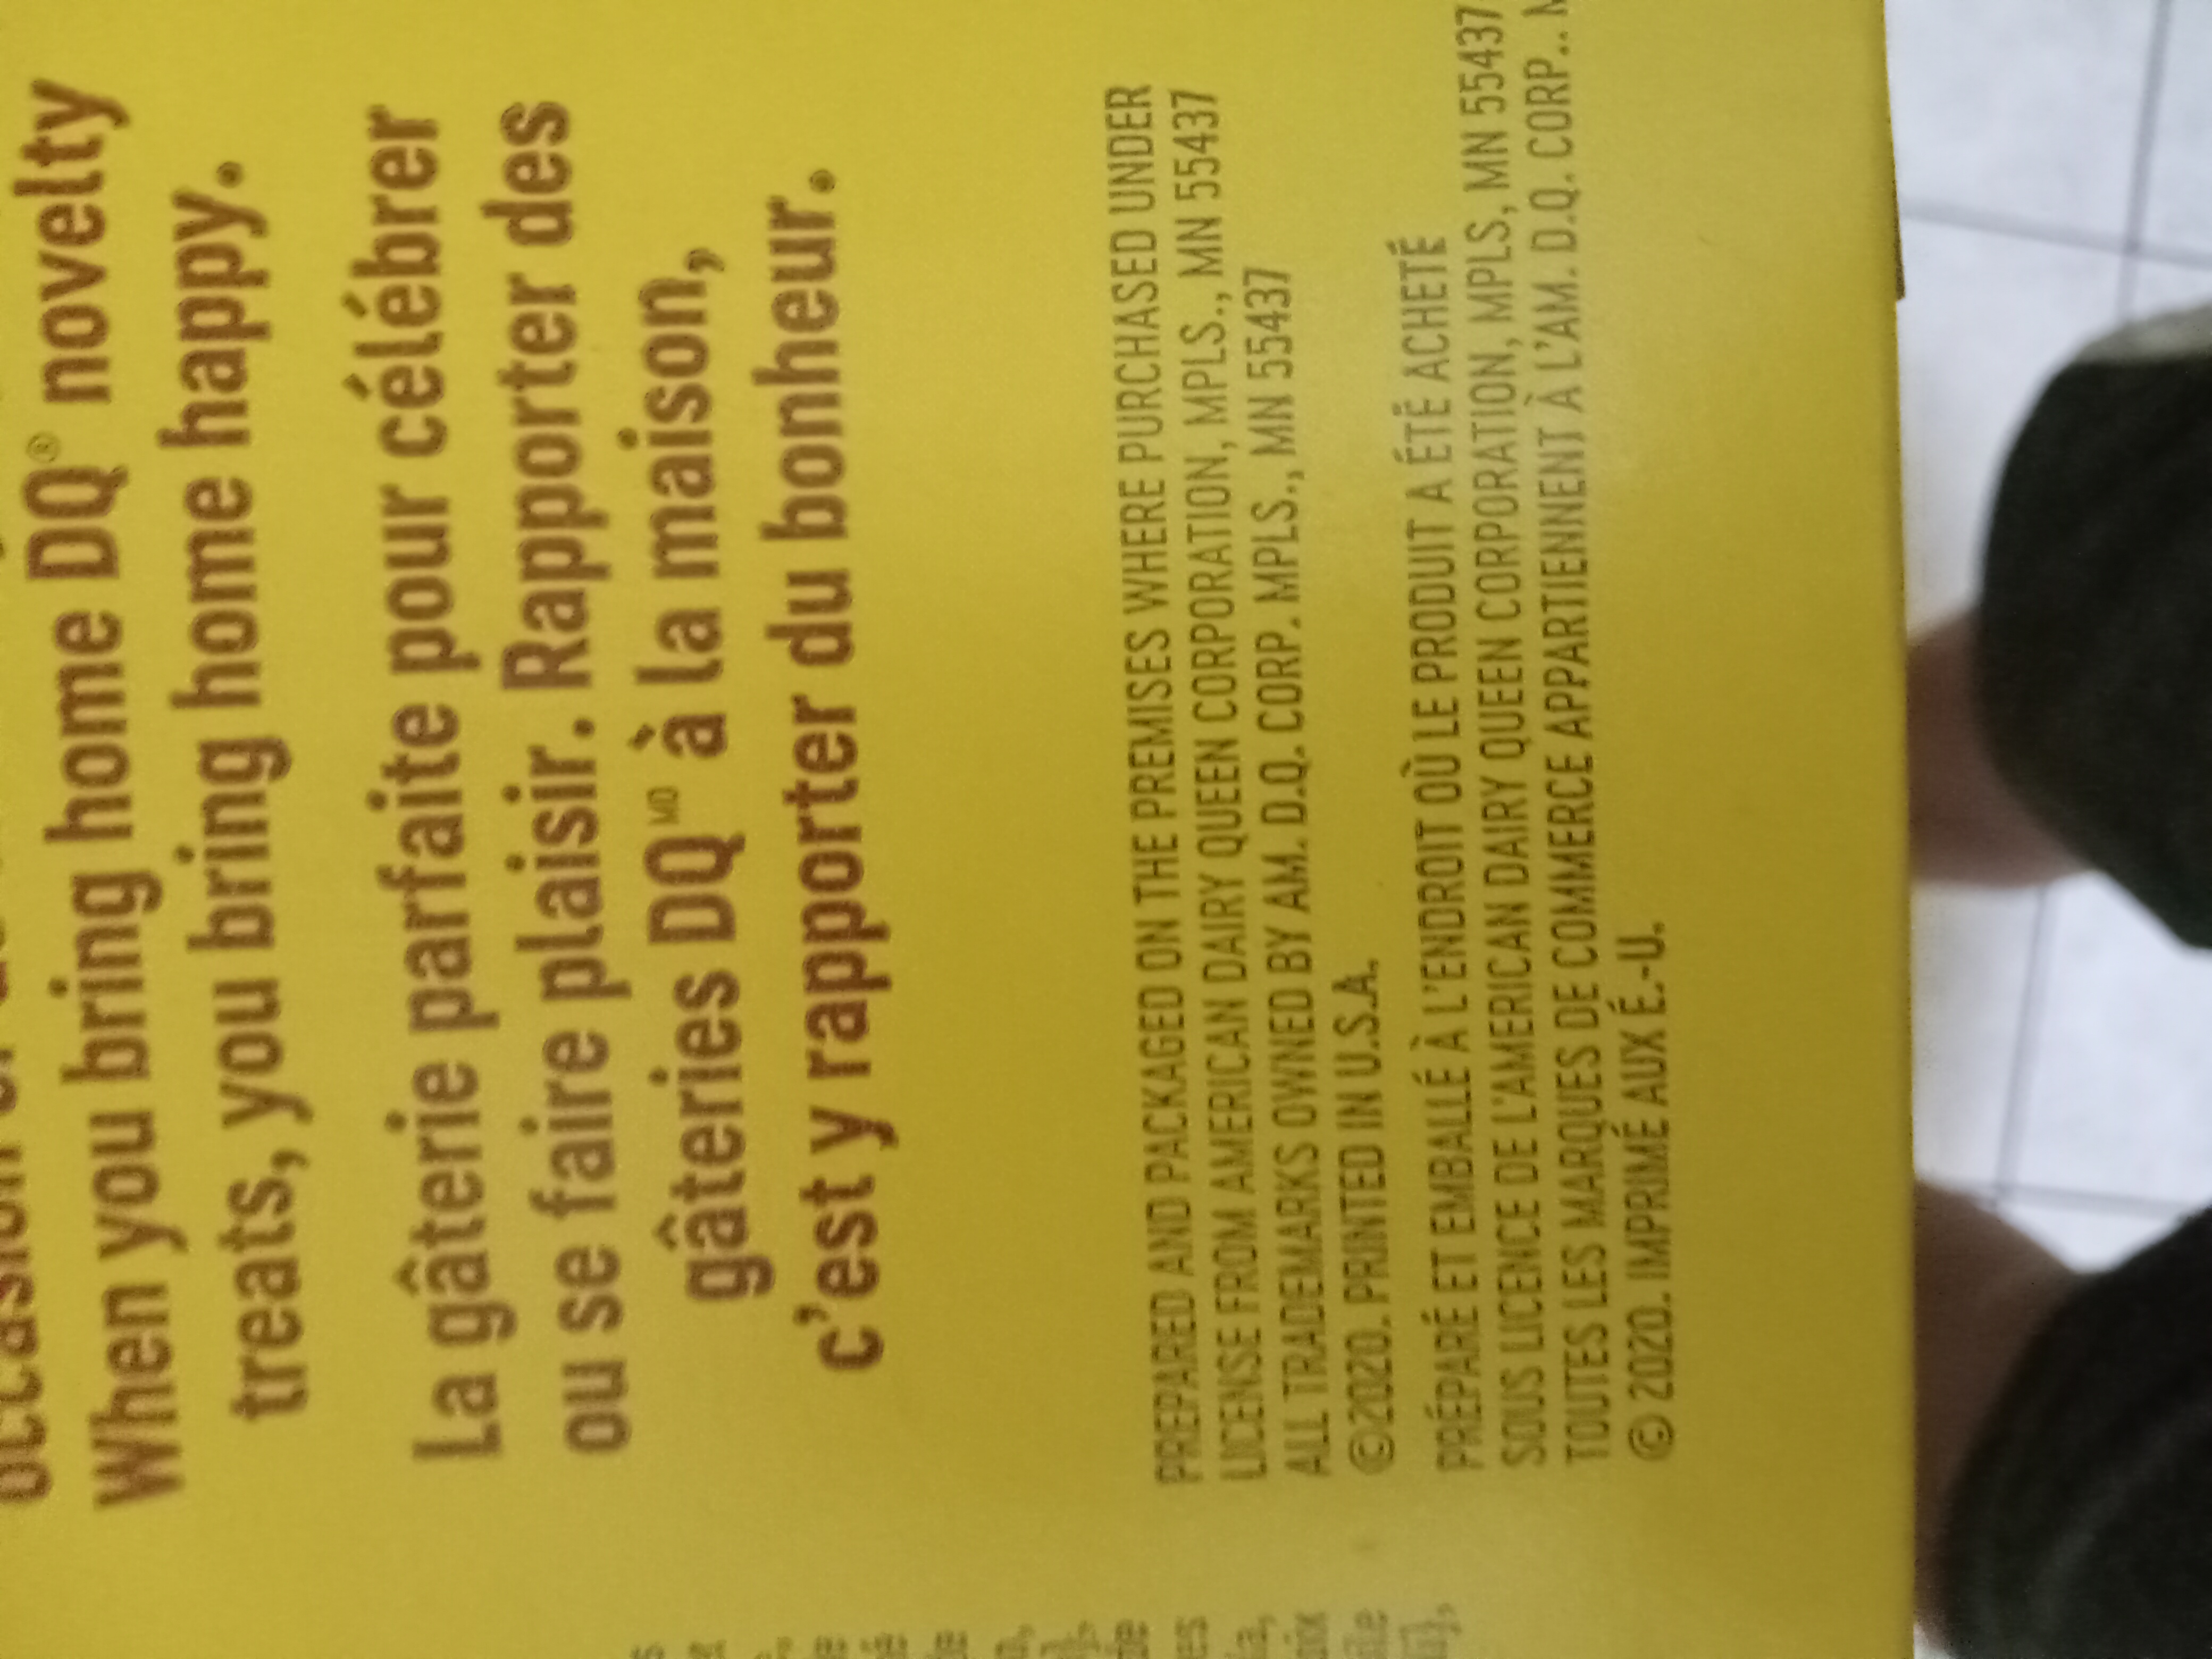 When you bring home DQ® novelty
treats, you bring home happy.
La gâterie parfaite pour célébrer
ou se faire plaisir. Rapporter des
gâteries DQᴹᴰ à la maison,
c'est y rapporter du bonheur.
PREPARED AND PACKAGED ON THE PREMISES WHERE PURCHASED UNDER
LICENSE FROM AMERICAN DAIRY QUEEN CORPORATION, MPLS., MN 55437
ALL TRADEMARKS OWNED BY AM. D.Q. CORP. MPLS., MN 55437
©2020. PRINTED IN U.S.A.
PRÉPARÉ ET EMBALLÉ À L'ENDROIT OÙ LE PRODUIT A ÉTÉ ACHETÉ
SOUS LICENCE DE L'AMERICAN DAIRY QUEEN CORPORATION, MPLS, MN 55437
TOUTES LES MARQUES DE COMMERCE APPARTIENNENT À L'AM. D.Q. CORP..
© 2020. IMPRIMÉ AUX É.-U.